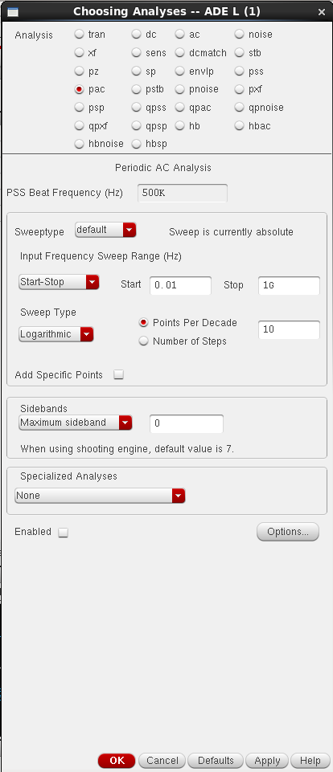 Choosing Analyses -- ADE L (1)
Analysis
tran dc ac noise
xf sens dcmatch stb
pz sp envlp pss
pac pstb pnoise pxf
psp qpss qpac qpnoise
qpxf qpsp hb hbac
hbnoise hbsp
Periodic AC Analysis
PSS Beat Frequency (Hz) 500K
Sweeptype default Sweep is currently absolute
Input Frequency Sweep Range (Hz)
Start-Stop Start 0.01 Stop 1G
Sweep Type
Logarithmic
Points Per Decade
Number of Steps
10
Add Specific Points
Sidebands
Maximum sideband 0
When using shooting engine, default value is 7.
Specialized Analyses
None
Enabled Options...
OK Cancel Defaults Apply Help